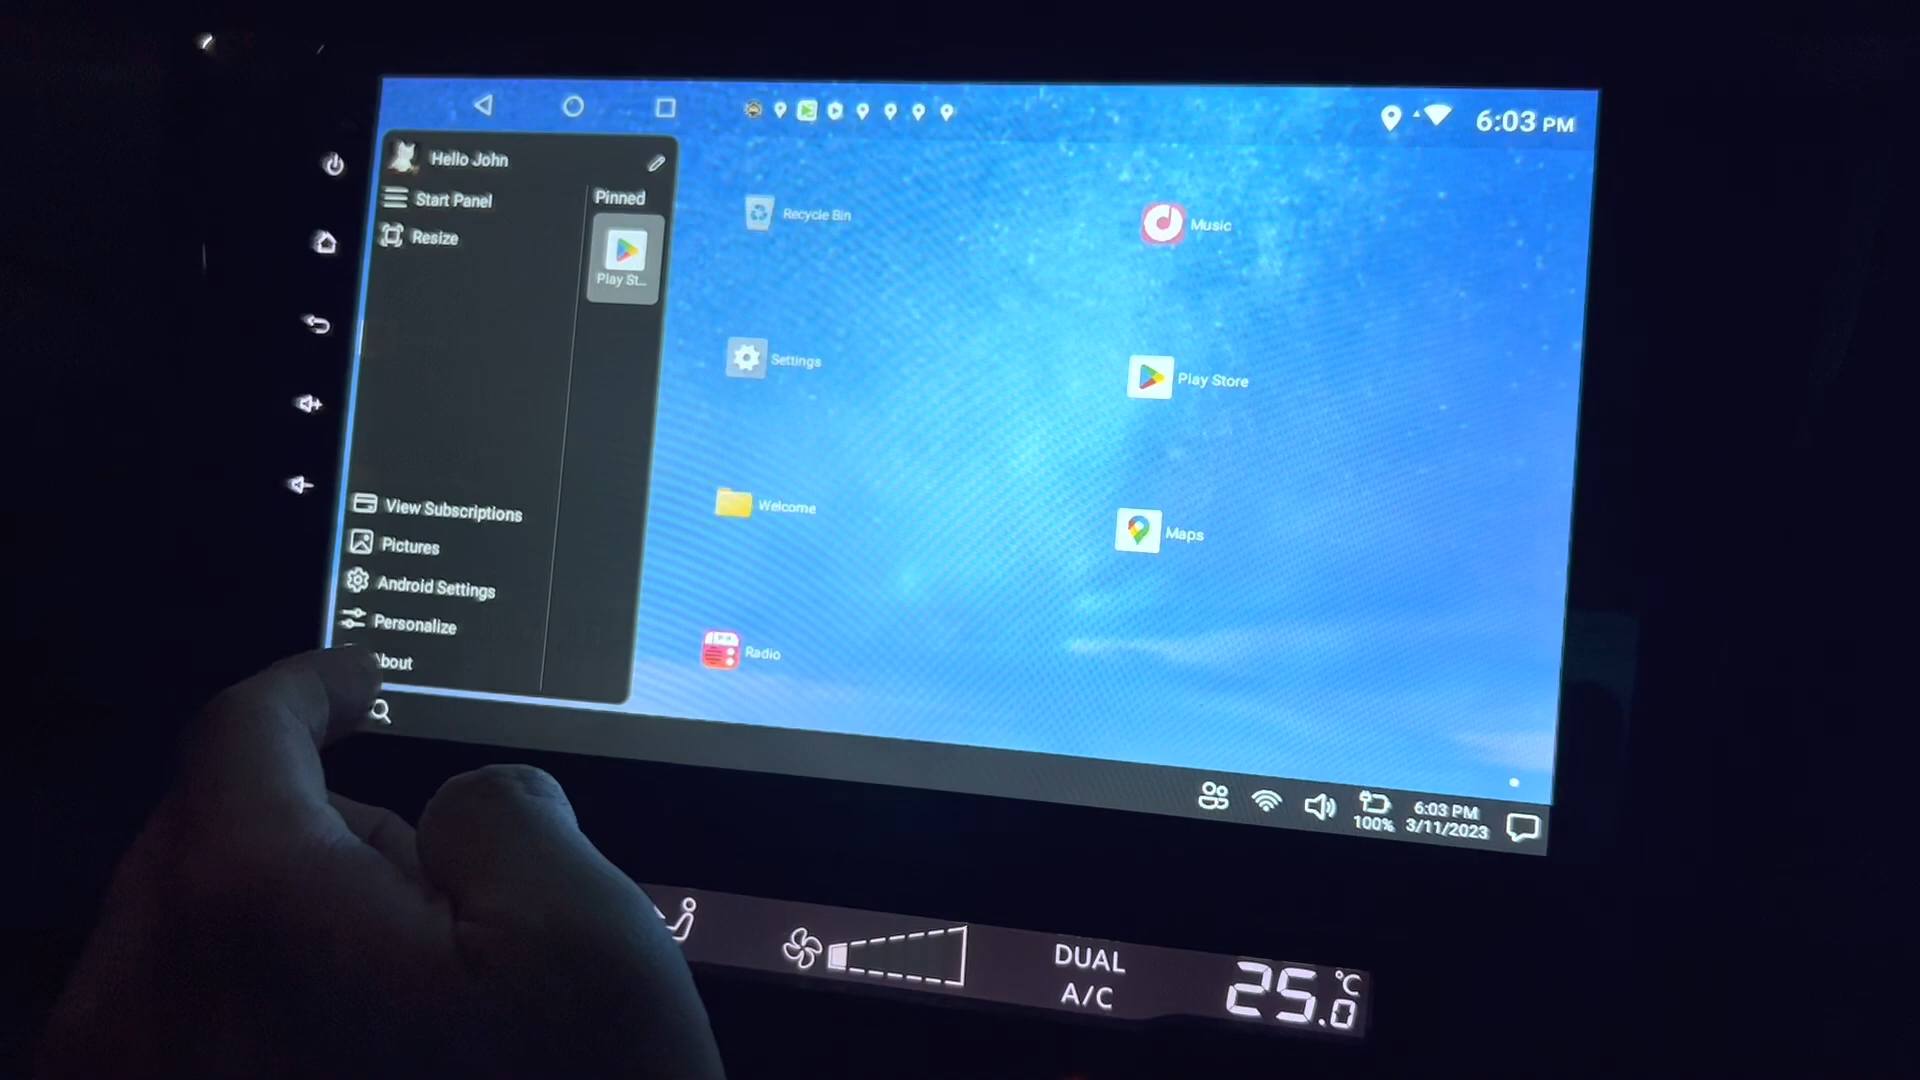 6:03 PM
Hello John
Start Panel
Resize
Pinned
Play St...
View Subscriptions
Pictures
Android Settings
Personalize
bout
Recycle Bin
Settings
Welcome
Radio
Music
Play Store
Maps
100%
6:03 PM
3/11/2023
DUAL
A/C
25.0 °C